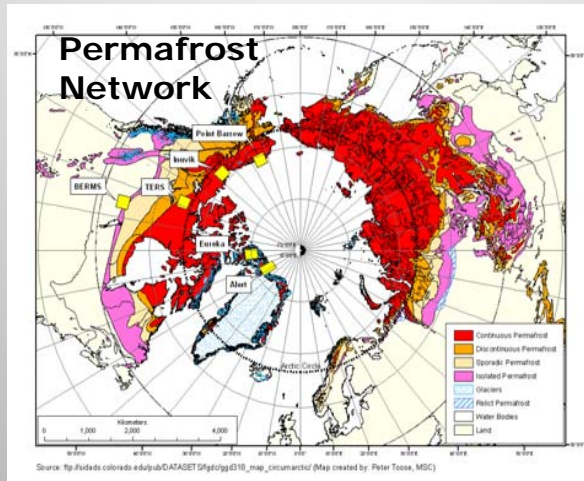 Permafrost
Network
Point Barrow
Inuvik
BERMS
TERS
Eureka
Alert
Arctic Circle
Continuous Permafrost
Discontinuous Permafrost
Sporadic Permafrost
Isolated Permafrost
Glaciers
Relict Permafrost
Water Bodies
Land
Kilometers
0 1,000 2,000 4,000
Source: ftp://sidads.colorado.edu/pub/DATASETS/fgdc/ggd318_map_circumarctic/ (Map created by: Peter Toose, MSC)